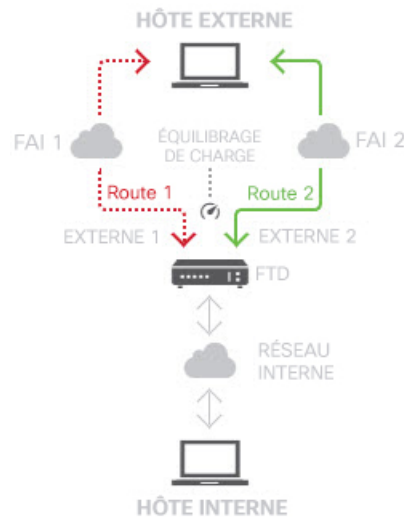 HÔTE EXTERNE
FAI 1
ÉQUILIBRAGE
DE CHARGE
FAI 2
Route 1
Route 2
EXTERNE 1
EXTERNE 2
FTD
RÉSEAU
INTERNE
HÔTE INTERNE